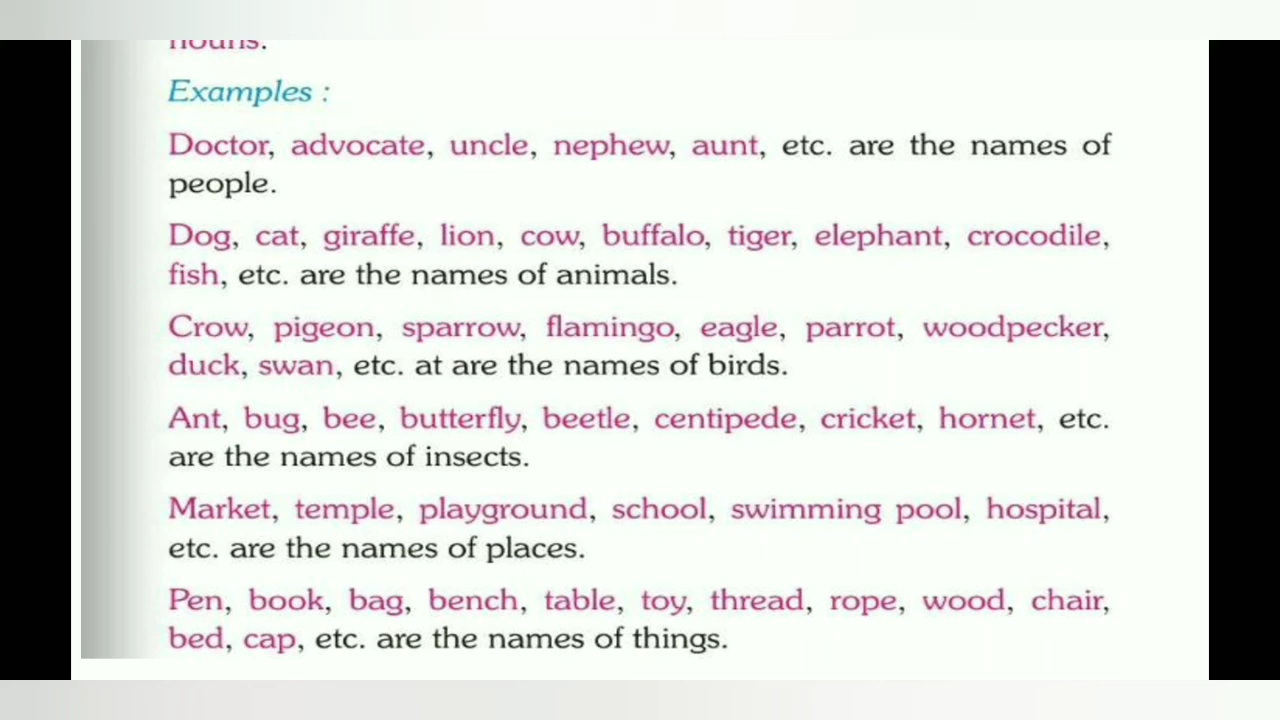 nouns.
Examples :
Doctor, advocate, uncle, nephew, aunt, etc. are the names of
people.
Dog, cat, giraffe, lion, cow, buffalo, tiger, elephant, crocodile,
fish, etc. are the names of animals.
Crow, pigeon, sparrow, flamingo, eagle, parrot, woodpecker,
duck, swan, etc. at are the names of birds.
Ant, bug, bee, butterfly, beetle, centipede, cricket, hornet, etc.
are the names of insects.
Market, temple, playground, school, swimming pool, hospital,
etc. are the names of places.
Pen, book, bag, bench, table, toy, thread, rope, wood, chair,
bed, cap, etc. are the names of things.